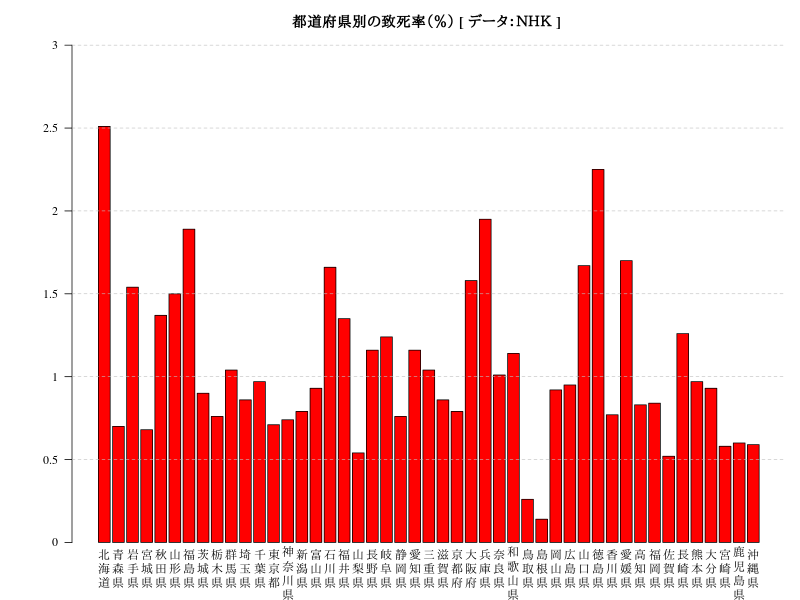 都道府県別の致死率(%) [ データ:NHK ]
3
2.5
2
1.5
1
0.5
0
北海道
青森県
岩手県
宮城県
秋田県
山形県
福島県
茨城県
栃木県
群馬県
埼玉県
千葉県
東京都
神奈川県
新潟県
富山県
石川県
福井県
山梨県
長野県
岐阜県
静岡県
愛知県
三重県
滋賀県
京都府
大阪府
兵庫県
奈良県
和歌山県
鳥取県
島根県
岡山県
広島県
山口県
徳島県
香川県
愛媛県
高知県
福岡県
佐賀県
長崎県
熊本県
大分県
宮崎県
鹿児島県
沖縄県